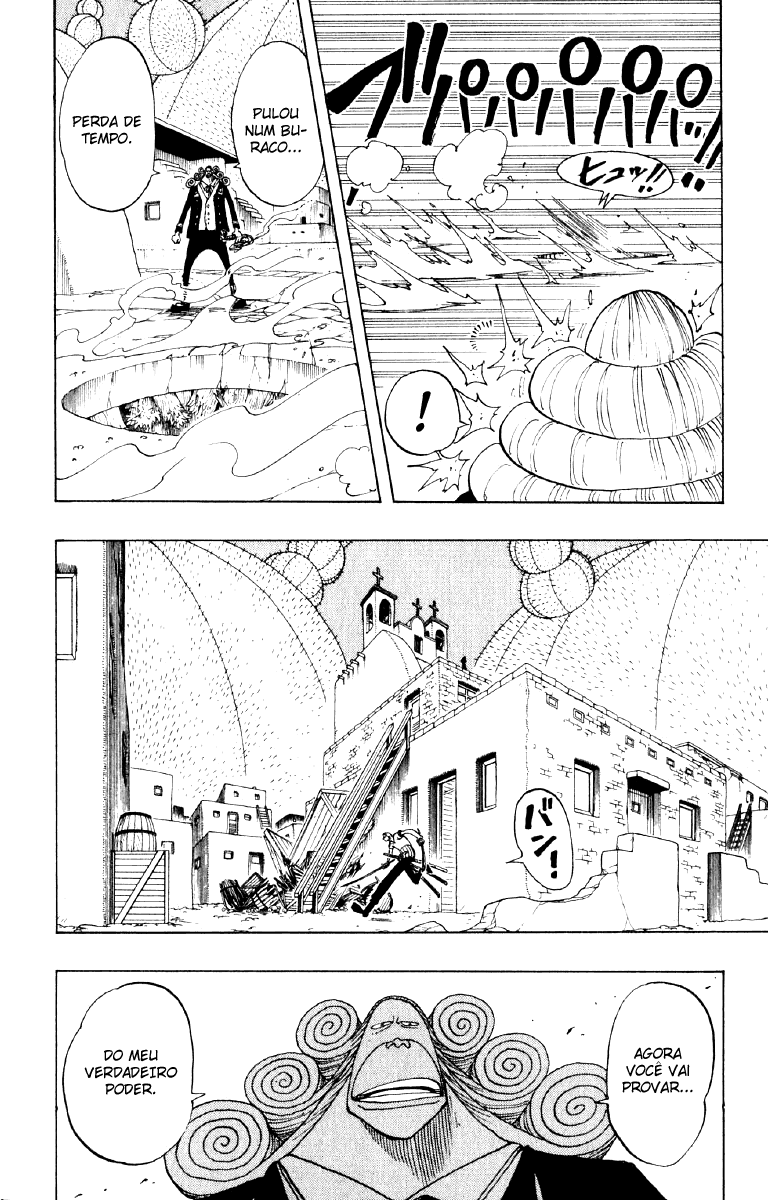 ババババババッ
ヒュッ!!
!
PULOU
NUM BU-
RACO...
PERDA DE
TEMPO.
バン!
AGORA
VOCÊ VAI
PROVAR...
DO MEU
VERDADEIRO
PODER.